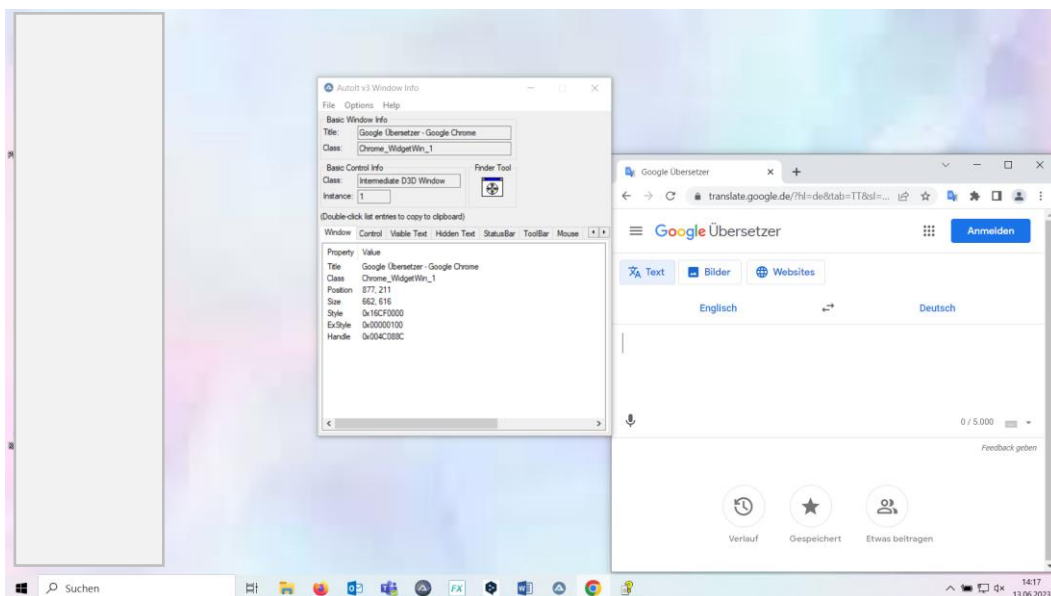 AutoIt v3 Window Info
File Options Help
Basic Window Info
Title: Google Übersetzer - Google Chrome
Class: Chrome_WidgetWin_1
Basic Control Info
Finder Tool
Class: Intermediate D3D Window
Instance: 1
(Double-click list entries to copy to clipboard)
Window Control Visible Text Hidden Text StatusBar ToolBar Mouse
Property Value
Title Google Übersetzer - Google Chrome
Class Chrome_WidgetWin_1
Position 877, 211
Size 662, 616
Style 0x16CF0000
ExStyle 0x00000100
Handle 0x004C088C
Google Übersetzer
translate.google.de/?hl=de&tab=TT&sl=...
Google Übersetzer
Anmelden
Text Bilder Websites
Englisch Deutsch
0 / 5.000
Feedback geben
Verlauf Gespeichert Etwas beitragen
Suchen
FX
14:17
13.06.2023